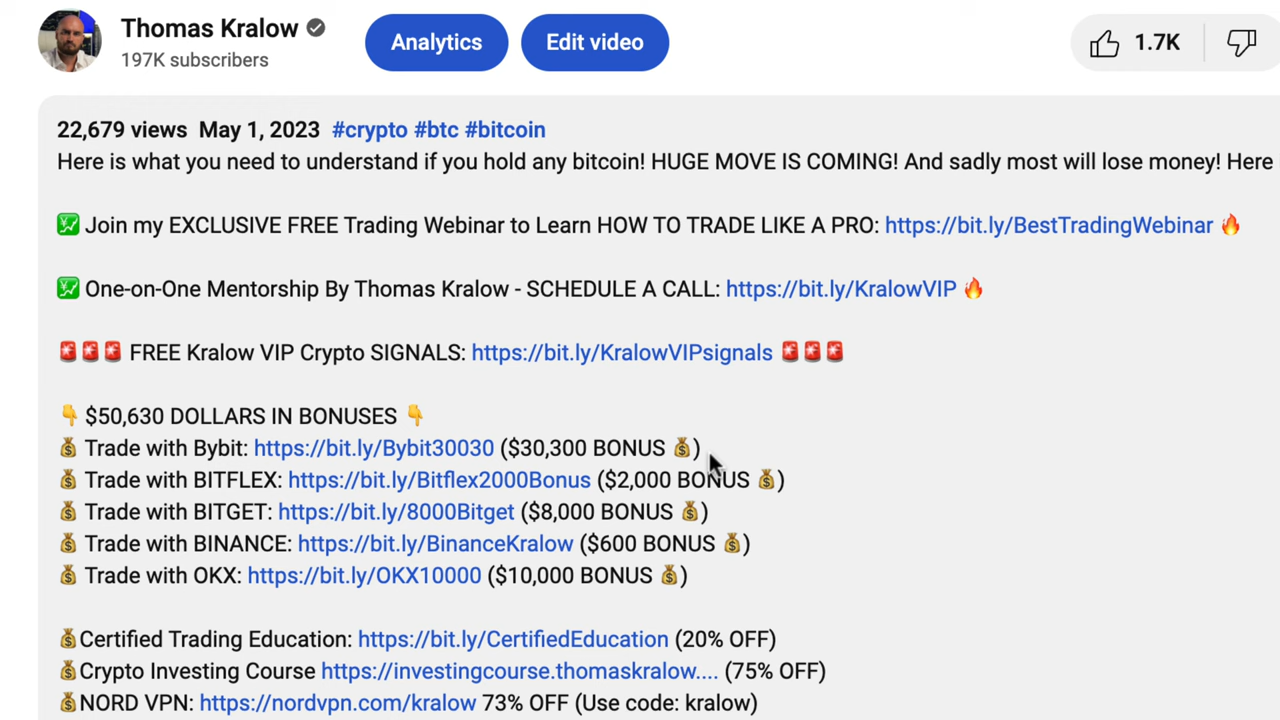 Thomas Kralow
197K subscribers
Analytics
Edit video
1.7K
22,679 views May 1, 2023 #crypto #btc #bitcoin
Here is what you need to understand if you hold any bitcoin! HUGE MOVE IS COMING! And sadly most will lose money! Here
💹 Join my EXCLUSIVE FREE Trading Webinar to Learn HOW TO TRADE LIKE A PRO: https://bit.ly/BestTradingWebinar 🔥
💹 One-on-One Mentorship By Thomas Kralow - SCHEDULE A CALL: https://bit.ly/KralowVIP 🔥
🚨🚨🚨 FREE Kralow VIP Crypto SIGNALS: https://bit.ly/KralowVIPsignals 🚨🚨🚨
👇 $50,630 DOLLARS IN BONUSES 👇
💰 Trade with Bybit: https://bit.ly/Bybit30030 ($30,300 BONUS 💰)
💰 Trade with BITFLEX: https://bit.ly/Bitflex2000Bonus ($2,000 BONUS 💰)
💰 Trade with BITGET: https://bit.ly/8000Bitget ($8,000 BONUS 💰)
💰 Trade with BINANCE: https://bit.ly/BinanceKralow ($600 BONUS 💰)
💰 Trade with OKX: https://bit.ly/OKX10000 ($10,000 BONUS 💰)
💰Certified Trading Education: https://bit.ly/CertifiedEducation (20% OFF)
💰Crypto Investing Course https://investingcourse.thomaskralow.... (75% OFF)
💰NORD VPN: https://nordvpn.com/kralow 73% OFF (Use code: kralow)